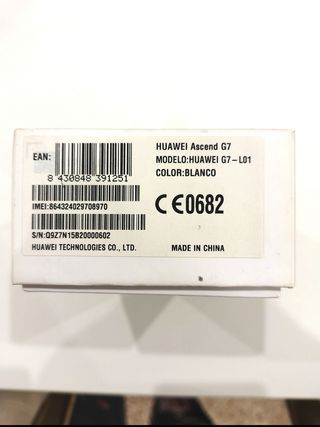 EAN:
8 430848 391251
IMEI:864324029708970
S/N:Q9Z7N15B20000602
HUAWEI TECHNOLOGIES CO., LTD.
HUAWEI Ascend G7
MODELO:HUAWEI G7-L01
COLOR:BLANCO
CE0682
MADE IN CHINA